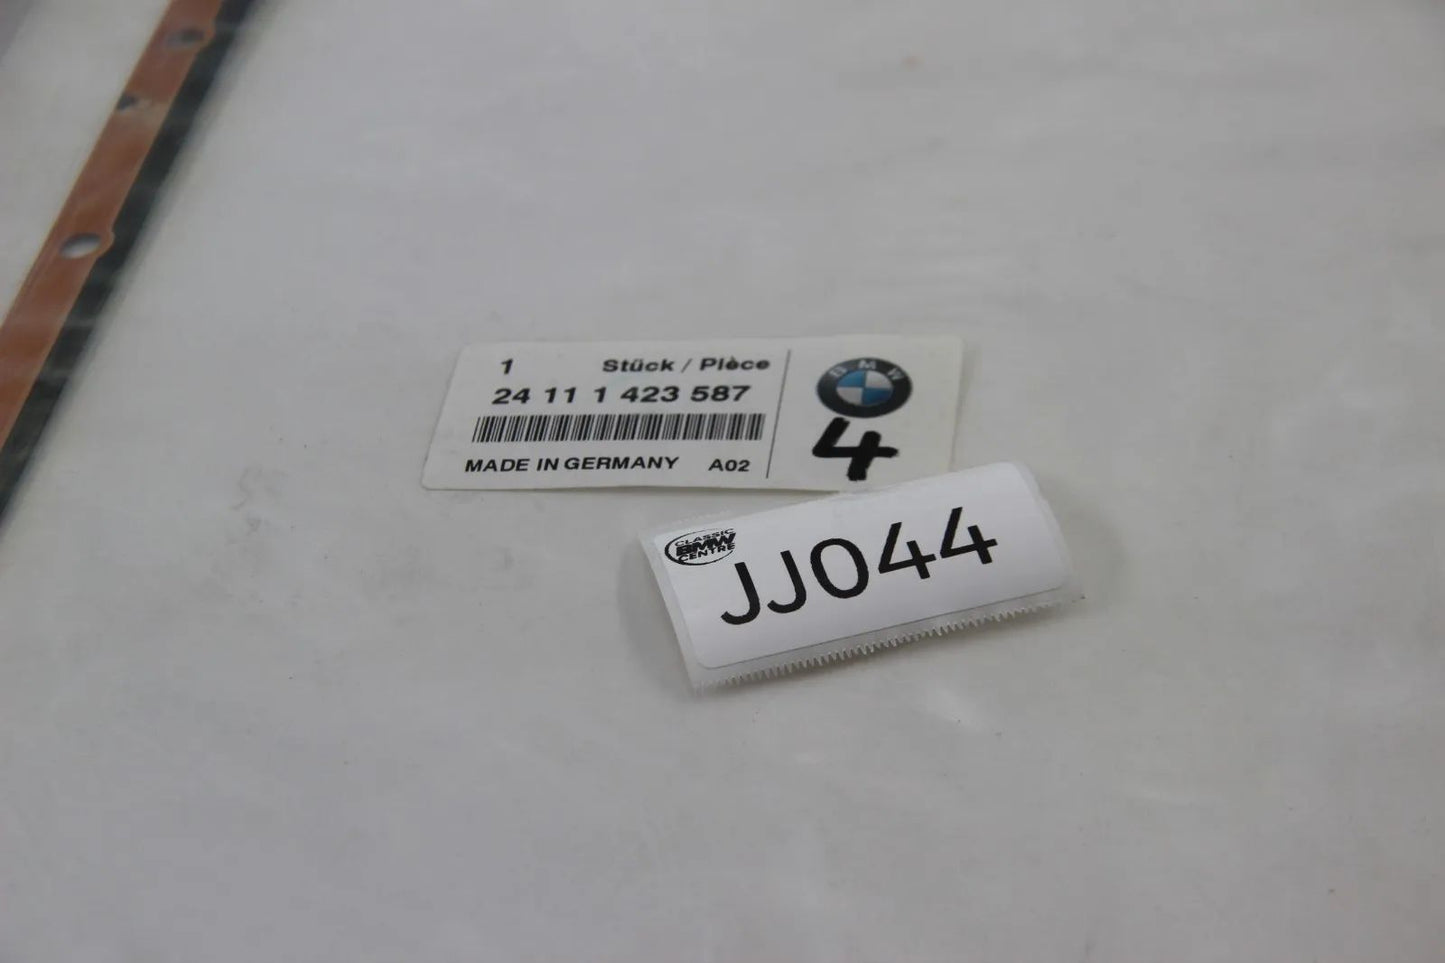 1 Stück / Pièce
24 11 1 423 587
MADE IN GERMANY A02
BMW
4
CLASSIC
BMW
CENTRE
JJ044